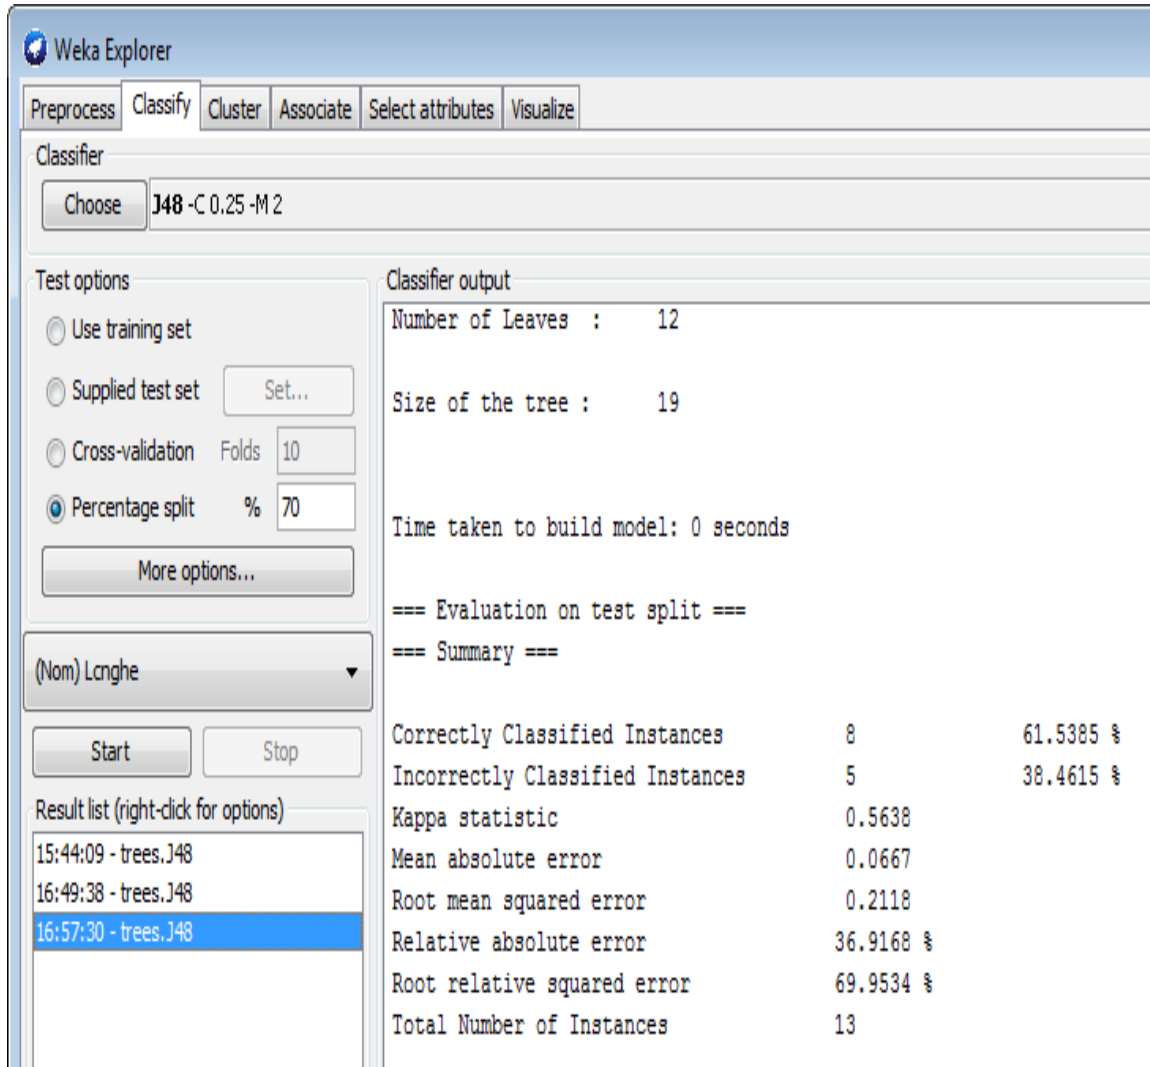 Weka Explorer
Preprocess Classify Cluster Associate Select attributes Visualize
Classifier
Choose J48 -C 0.25 -M 2
Test options
Use training set
Supplied test set Set...
Cross-validation Folds 10
Percentage split % 70
More options...
(Nom) Lcnghe
Start Stop
Result list (right-click for options)
15:44:09 - trees.J48
16:49:38 - trees.J48
16:57:30 - trees.J48
Classifier output
Number of Leaves : 12
Size of the tree : 19
Time taken to build model: 0 seconds
=== Evaluation on test split ===
=== Summary ===
Correctly Classified Instances 8 61.5385 %
Incorrectly Classified Instances 5 38.4615 %
Kappa statistic 0.5638
Mean absolute error 0.0667
Root mean squared error 0.2118
Relative absolute error 36.9168 %
Root relative squared error 69.9534 %
Total Number of Instances 13